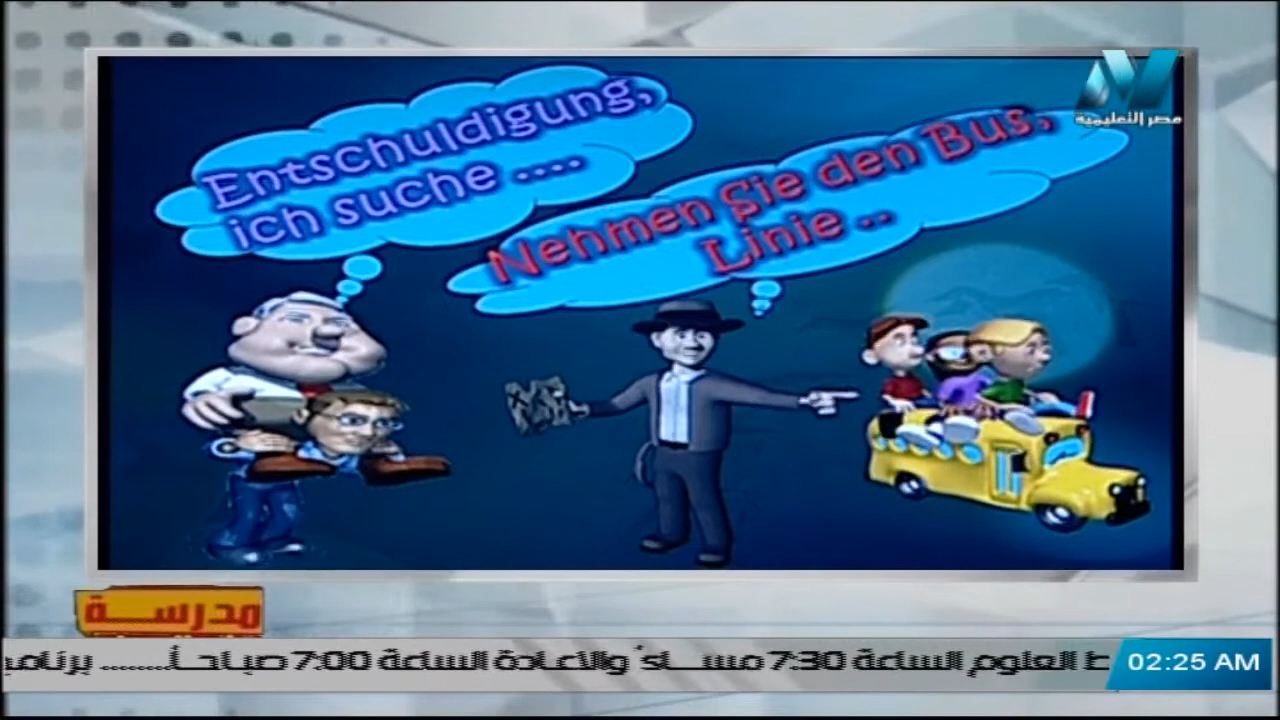 مصر التعليمية
Entschuldigung,
ich suche ....
Nehmen Sie den Bus,
Linie ..
مدرسة
العلوم الساعة 7:30 مساءً والاعادة الساعة 7:00 صباحاً........
02:25 AM